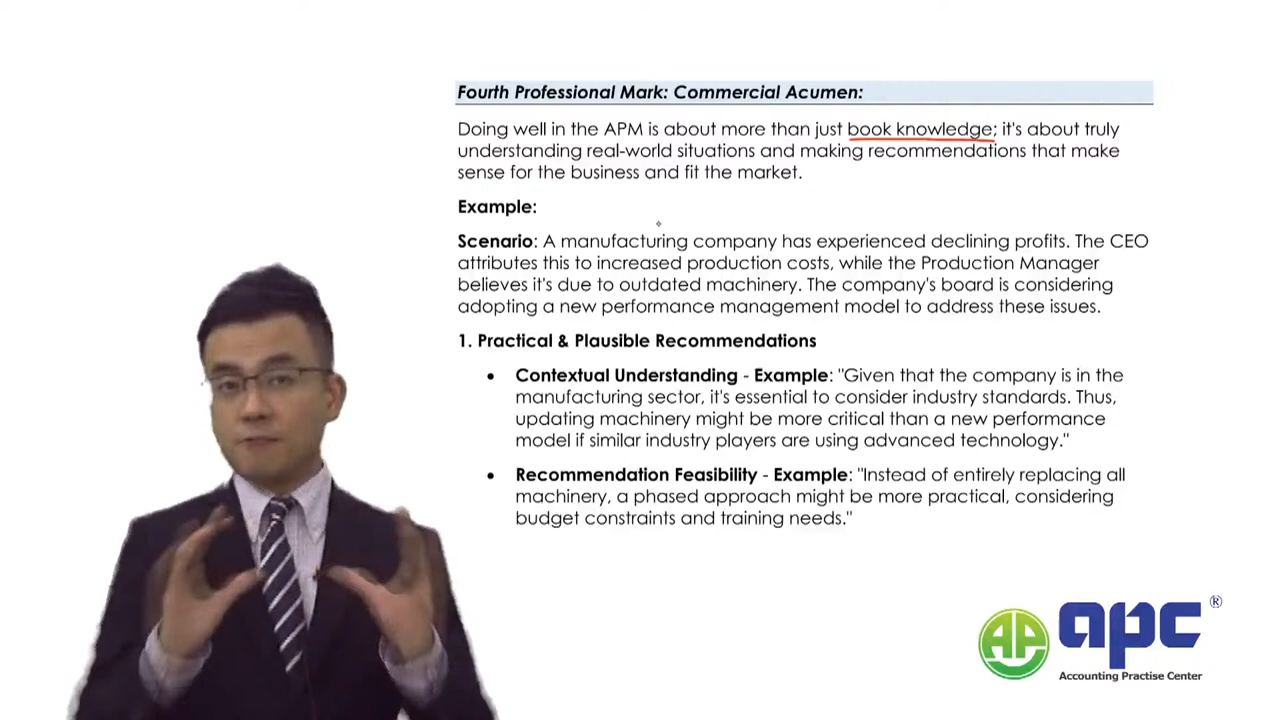 Fourth Professional Mark: Commercial Acumen:
Doing well in the APM is about more than just book knowledge; it's about truly
understanding real-world situations and making recommendations that make
sense for the business and fit the market.
Example:
Scenario: A manufacturing company has experienced declining profits. The CEO
attributes this to increased production costs, while the Production Manager
believes it's due to outdated machinery. The company's board is considering
adopting a new performance management model to address these issues.
1. Practical & Plausible Recommendations
• Contextual Understanding - Example: "Given that the company is in the
manufacturing sector, it's essential to consider industry standards. Thus,
updating machinery might be more critical than a new performance
model if similar industry players are using advanced technology."
• Recommendation Feasibility - Example: "Instead of entirely replacing all
machinery, a phased approach might be more practical, considering
budget constraints and training needs."
AP apc ®
Accounting Practise Center